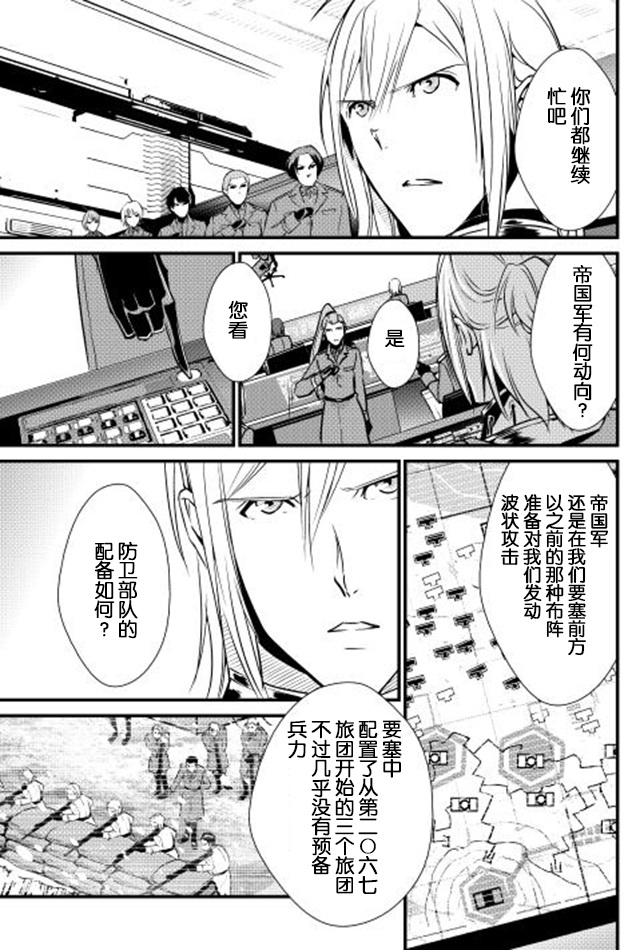 你们都继续
忙吧
帝国军有何动向？
是
您看
帝国军
还是在我们要塞前方
以之前的那种布阵
准备对我们发动
波状攻击
防卫部队的
配备如何？
要塞中
配置了从第二〇六七
旅团开始的三个旅团
不过几乎没有预备
兵力